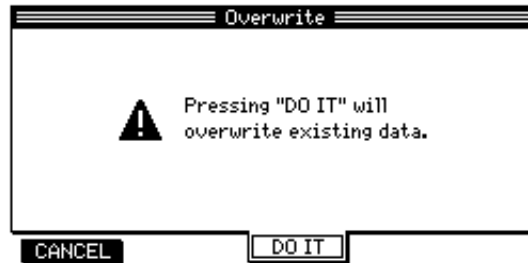 Overwrite
Pressing "DO IT" will
overwrite existing data.
CANCEL
DO IT